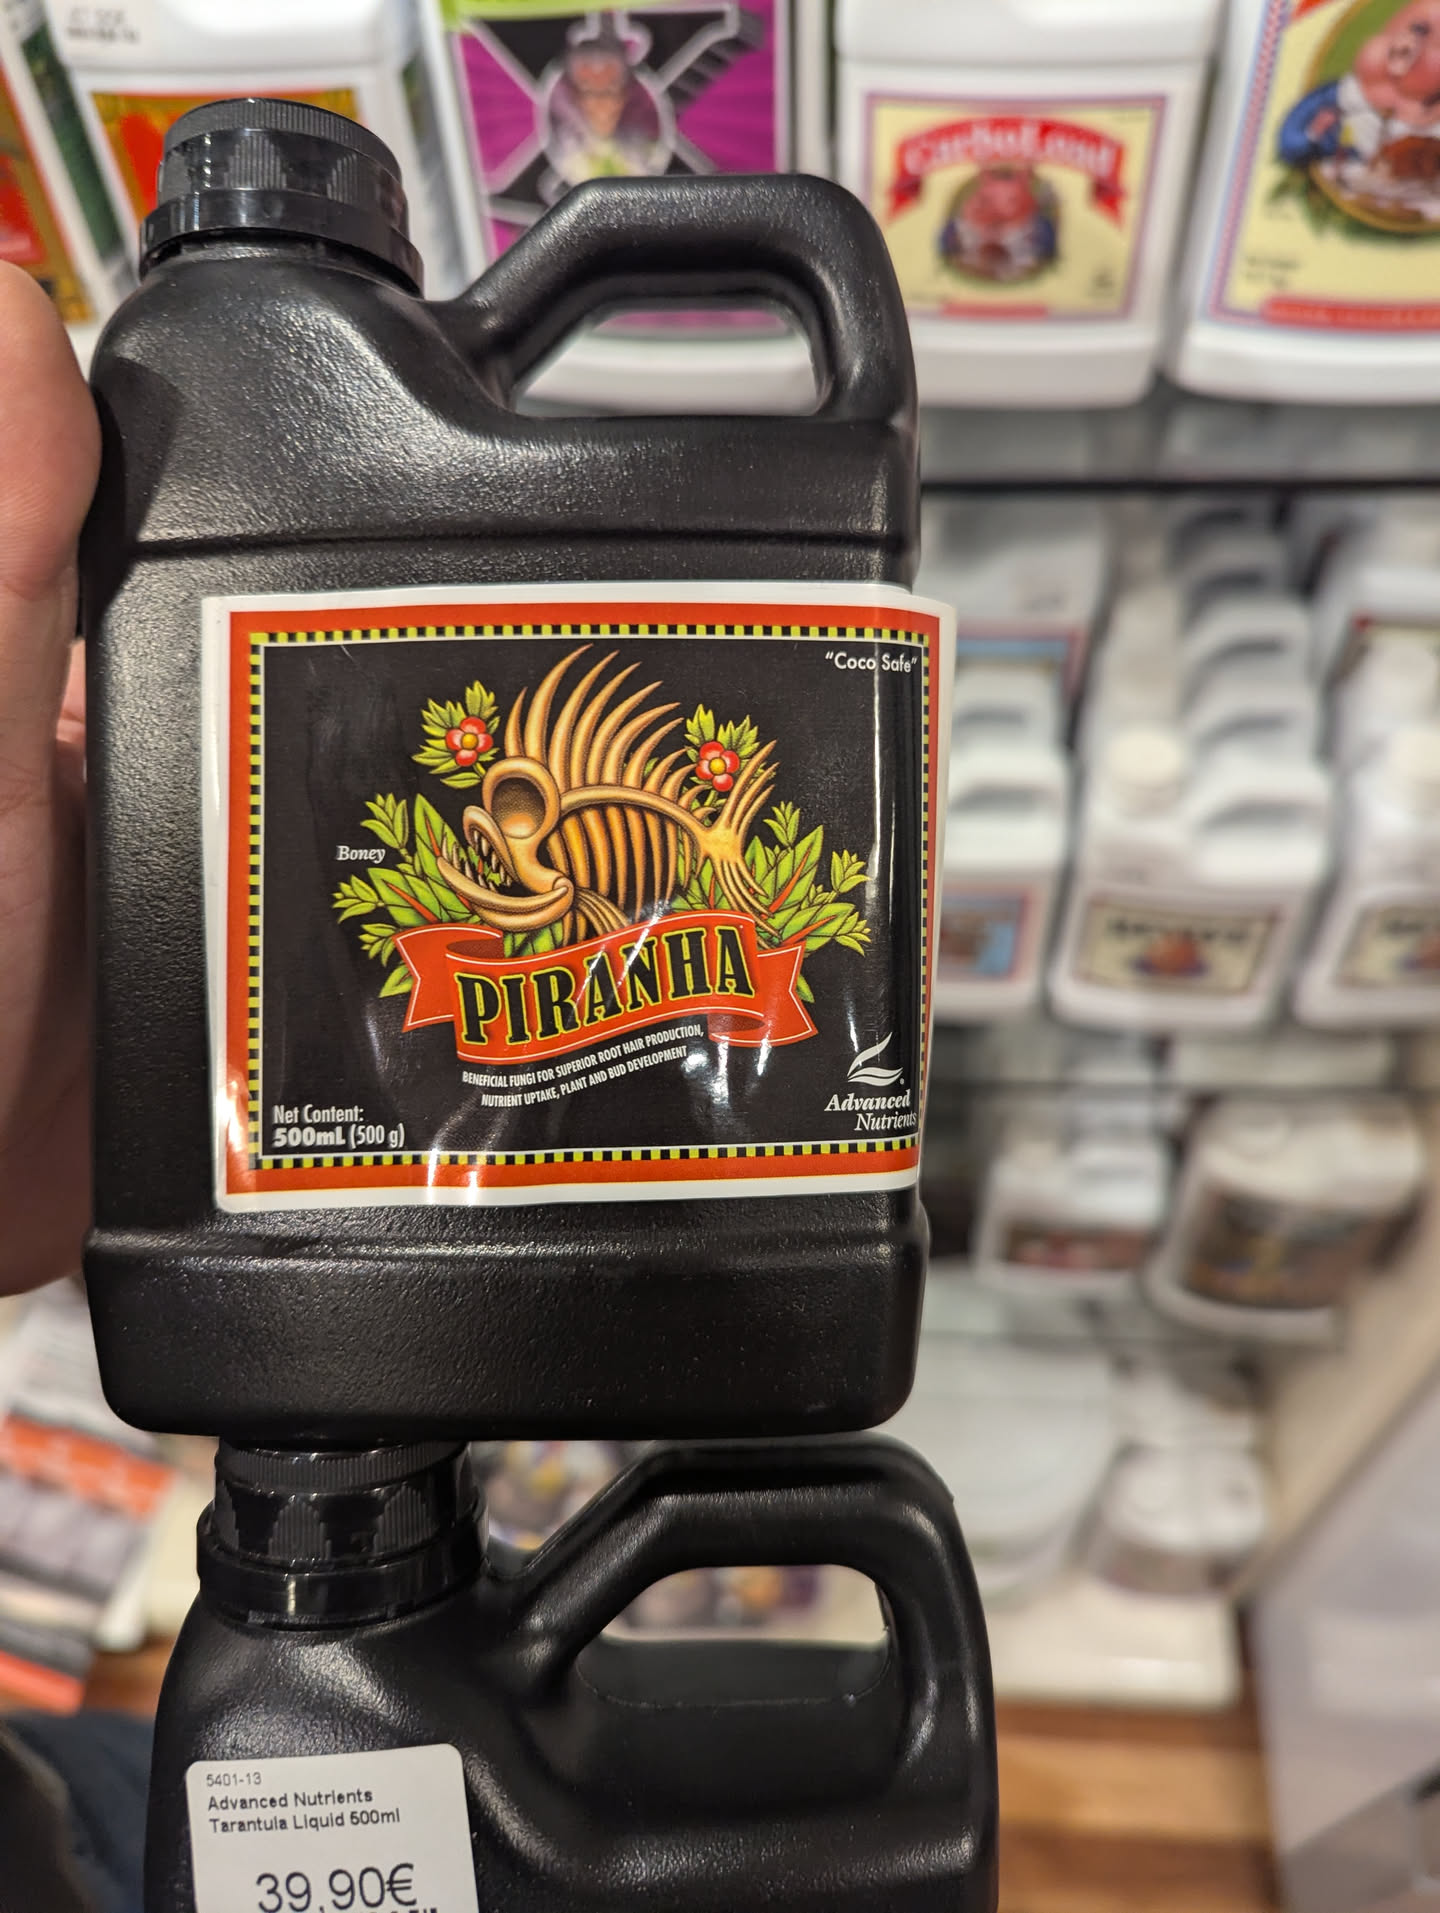 CarboLoad
"Coco Safe"
Boney
PIRANHA
BENEFICIAL FUNGI FOR SUPERIOR ROOT HAIR PRODUCTION,
NUTRIENT UPTAKE, PLANT AND BUD DEVELOPMENT
Net Content:
500mL (500 g)
Advanced
Nutrients
5401-13
Advanced Nutrients
Tarantula Liquid 500ml
39,90€